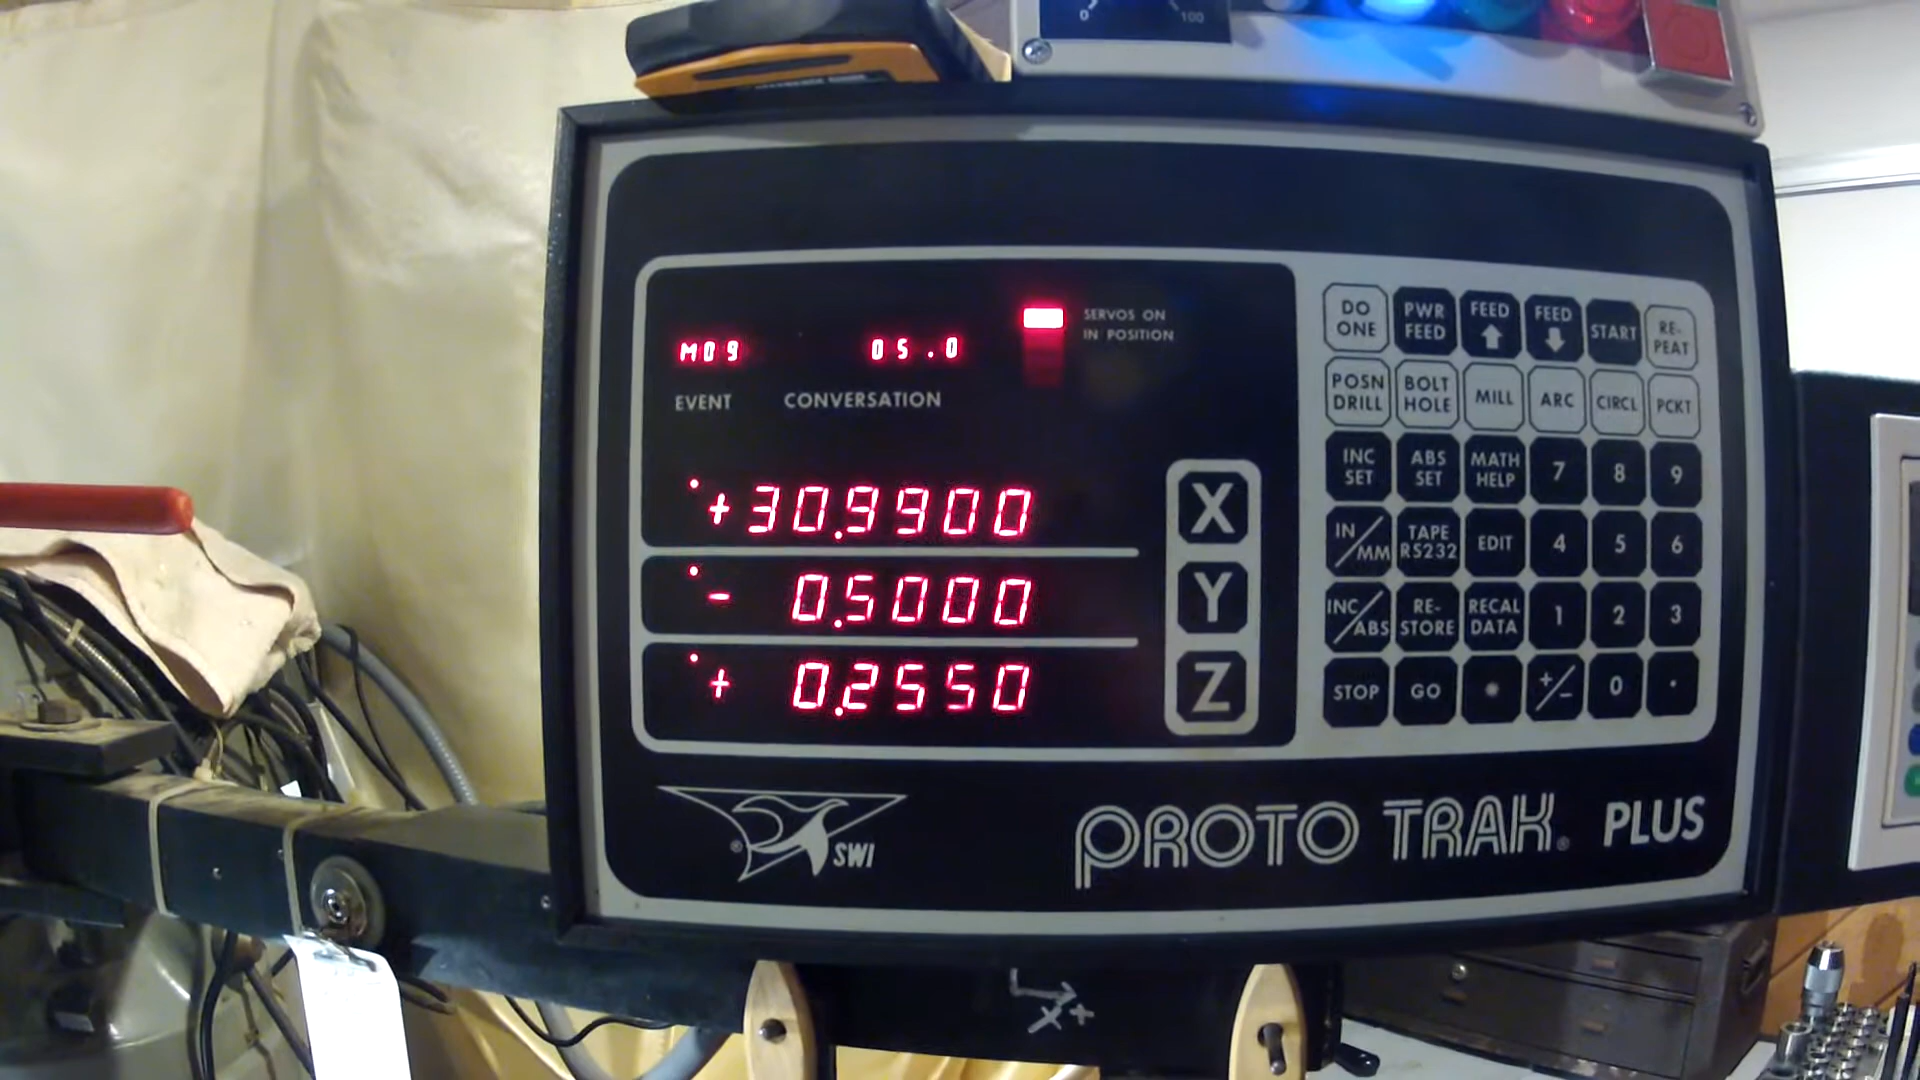 0 100
SERVOS ON
IN POSITION
M09 05.0
EVENT CONVERSATION
+30.9900 X
- 0.5000 Y
+ 0.2550 Z
DO ONE PWR FEED FEED FEED START RE-PEAT
POSN DRILL BOLT HOLE MILL ARC CIRCL PCKT
INC SET ABS SET MATH HELP 7 8 9
IN/MM TAPE RS232 EDIT 4 5 6
INC/ABS RE-STORE RECAL DATA 1 2 3
STOP GO +/- 0 .
® SWI
PROTO TRAK® PLUS
X+